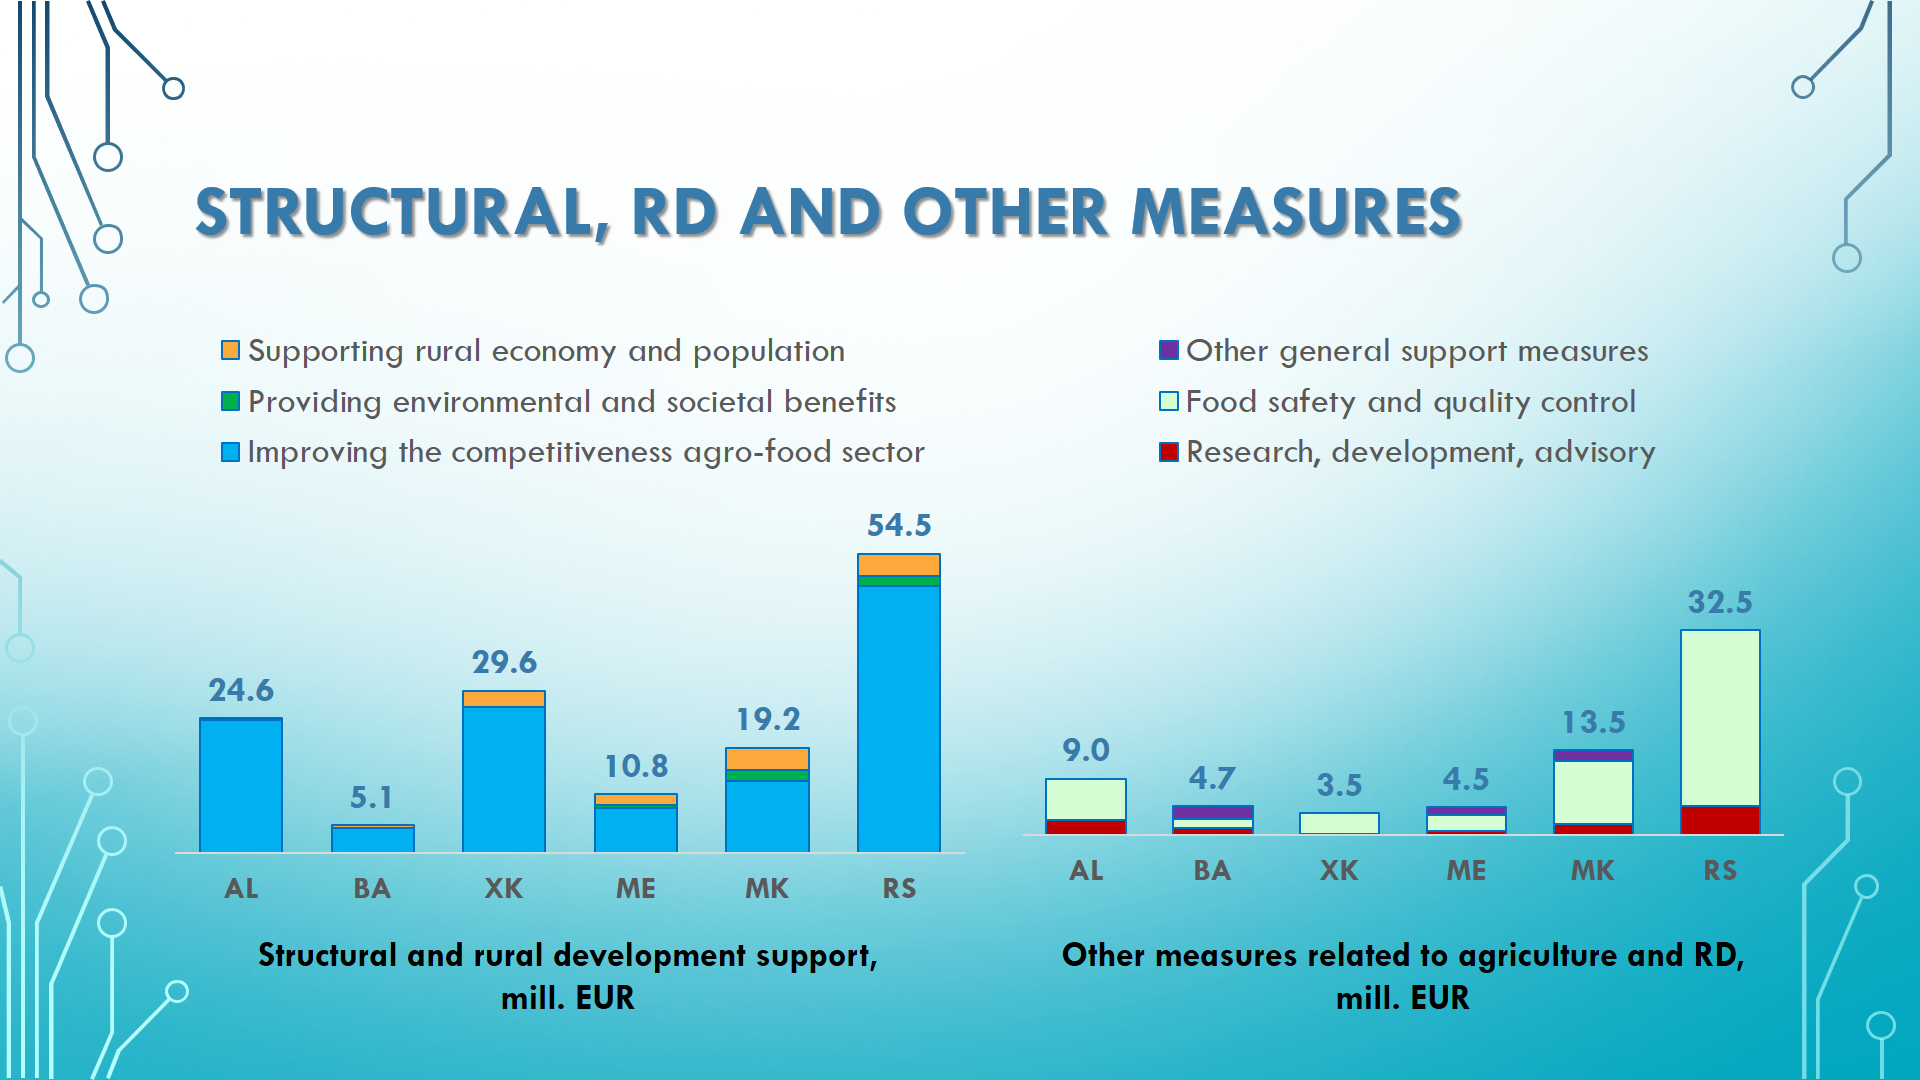 STRUCTURAL, RD AND OTHER MEASURES
Supporting rural economy and population
Providing environmental and societal benefits
Improving the competitiveness agro-food sector
54.5
29.6
24.6
19.2
10.8
5.1
AL BA XK ME MK RS
Structural and rural development support,
mill. EUR
Other general support measures
Food safety and quality control
Research, development, advisory
32.5
13.5
9.0
4.7
3.5
4.5
AL BA XK ME MK RS
Other measures related to agriculture and RD,
mill. EUR